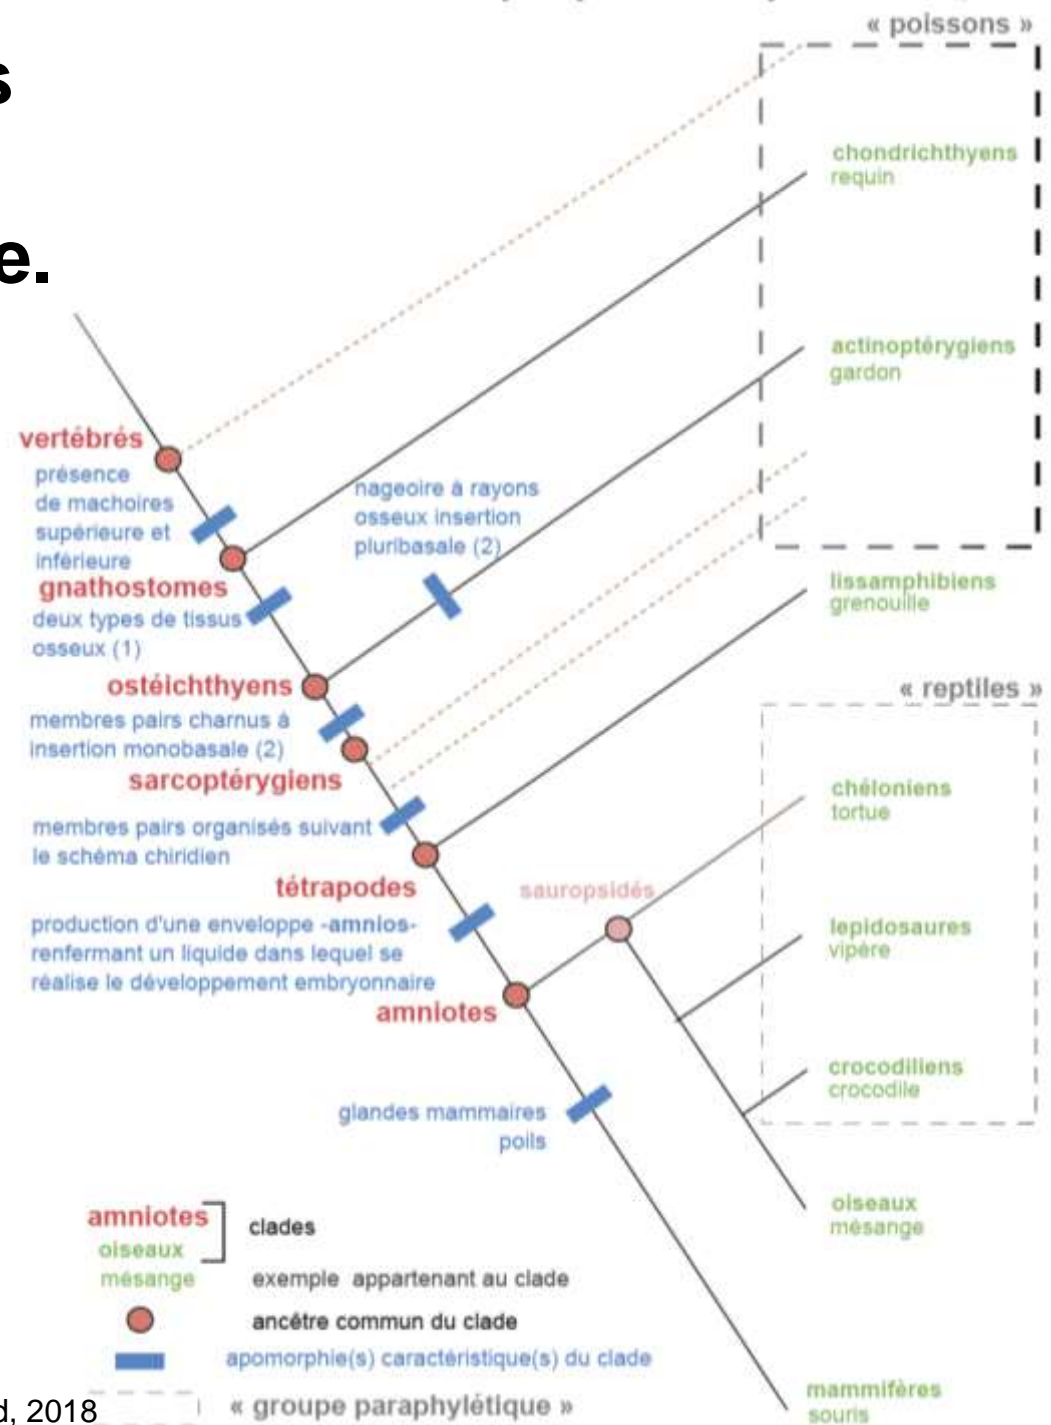 « poissons »
s
chondrichthyens
requin
e.
actinoptérygiens
gardon
vertébrés
présence
de machoires
supérieure et
inférieure
nageoire à rayons
osseux insertion
pluribasale (2)
gnathostomes
deux types de tissus
osseux (1)
lissamphibiens
grenouille
ostéichthyens
« reptiles »
membres pairs charnus à
insertion monobasale (2)
sarcoptérygiens
chéloniens
tortue
membres pairs organisés suivant
le schéma chiridien
tétrapodes
sauropsidés
production d'une enveloppe -amnios-
renfermant un liquide dans lequel se
réalise le développement embryonnaire
lepidosaures
vipère
amniotes
crocodiliens
crocodile
glandes mammaires
poils
oiseaux
mésange
amniotes
oiseaux
clades
mésange
exemple appartenant au clade
ancêtre commun du clade
apomorphie(s) caractéristique(s) du clade
« groupe paraphylétique »
d, 2018
mammifères
souris